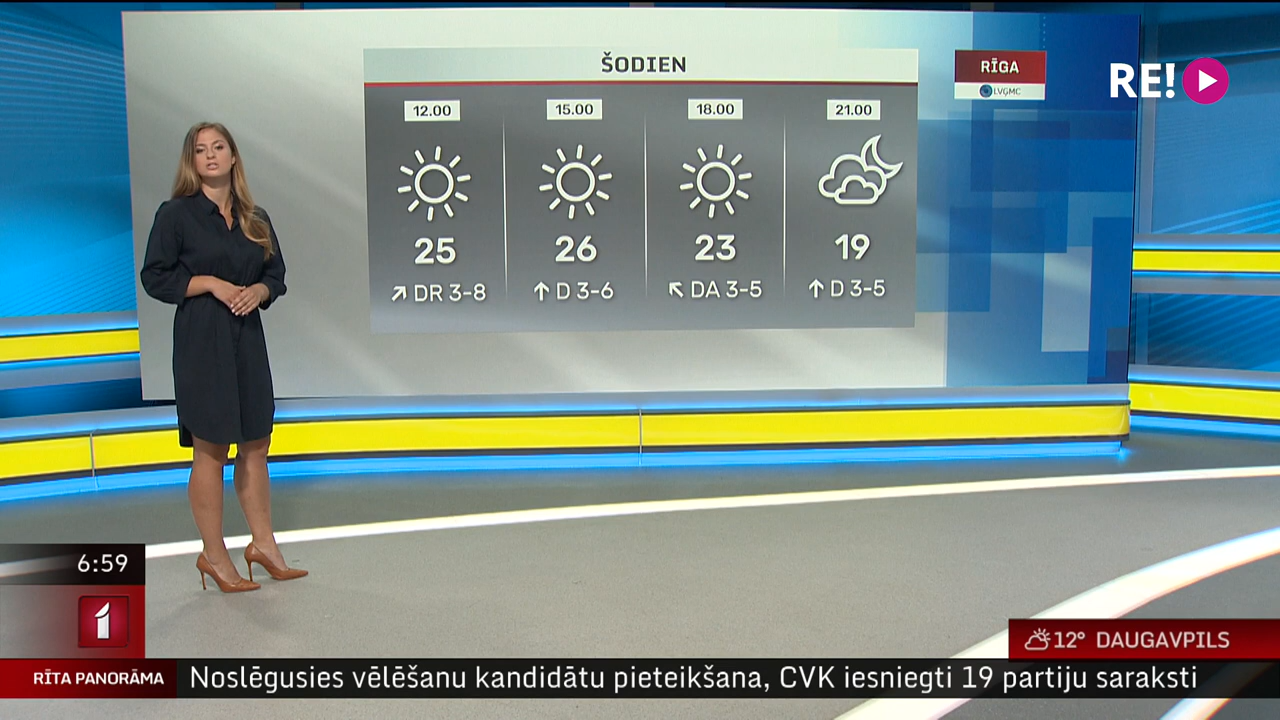 ŠODIEN
RĪGA
LVĢMC
RE!
12.00 15.00 18.00 21.00
25 26 23 19
DR 3-8 D 3-6 DA 3-5 D 3-5
6:59
1
12° DAUGAVPILS
RĪTA PANORĀMA
Noslēgusies vēlēšanu kandidātu pieteikšana, CVK iesniegti 19 partiju saraksti